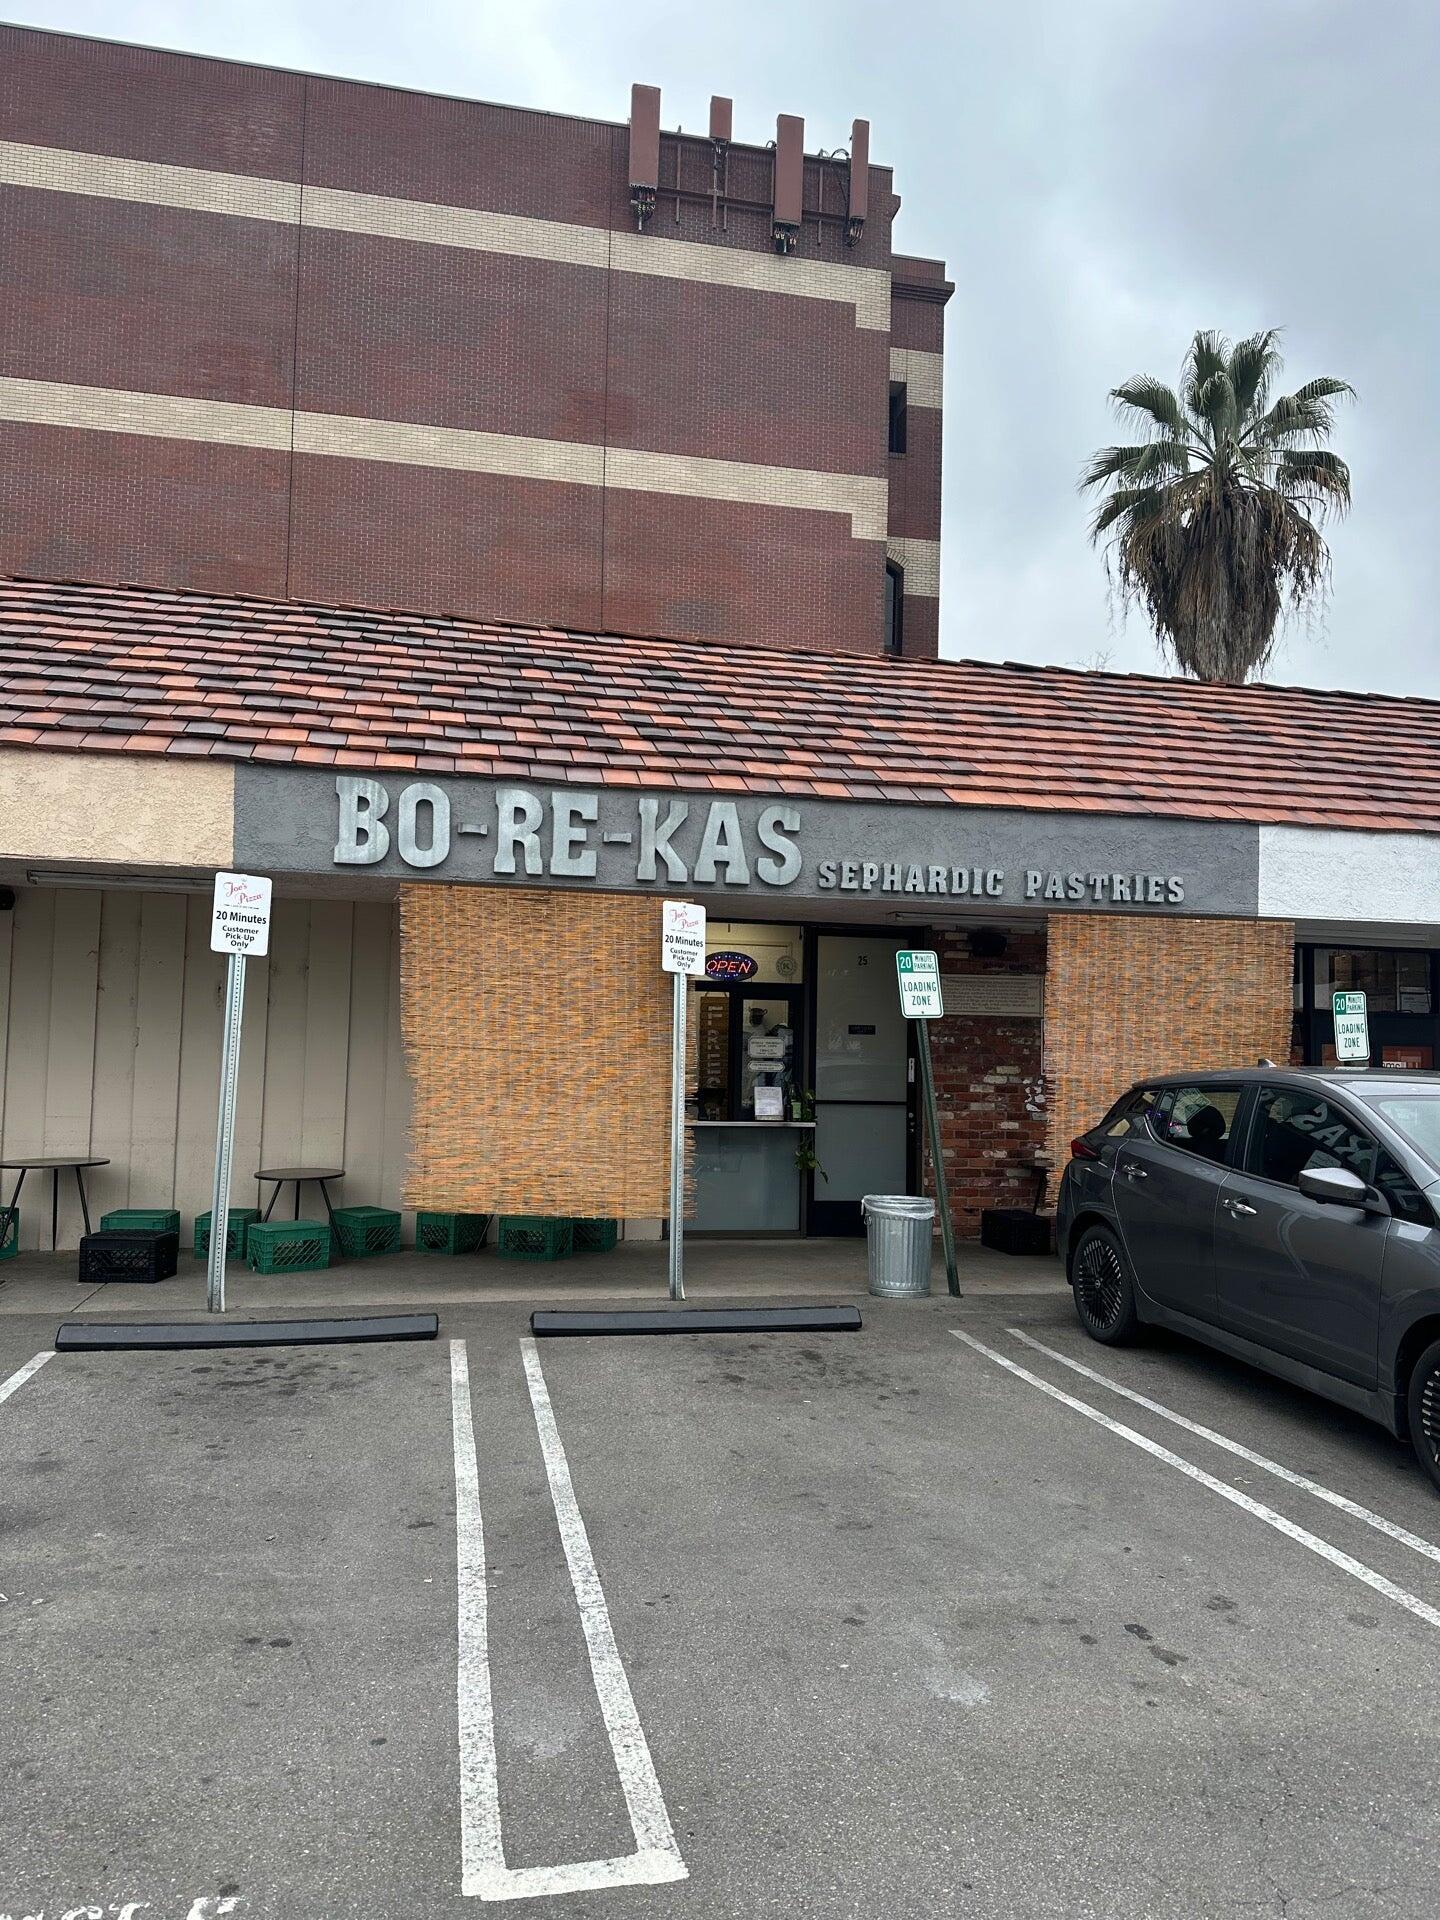 BO-RE-KAS SEPHARDIC PASTRIES
Joe's
Pizza
20 Minutes
Customer
Pick-Up
Only
Joe's
Pizza
20 Minutes
Customer
Pick-Up
Only
OPEN
25
20 MINUTE
PARKING
LOADING
ZONE
20 MINUTE
PARKING
LOADING
ZONE